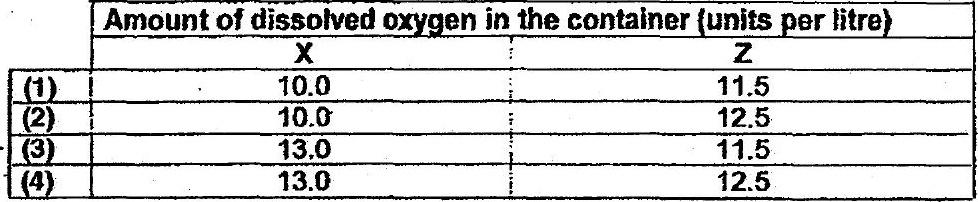 Amount of dissolved oxygen in the container (units per litre)
X Z
(1) 10.0 11.5
(2) 10.0 12.5
(3) 13.0 11.5
(4) 13.0 12.5